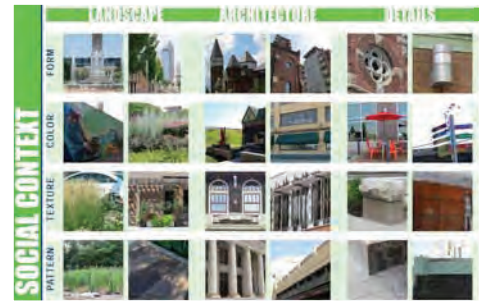 LANDSCAPE ARCHITECTURE DETAILS
SOCIAL CONTEXT
FORM
COLOR
TEXTURE
PATTERN